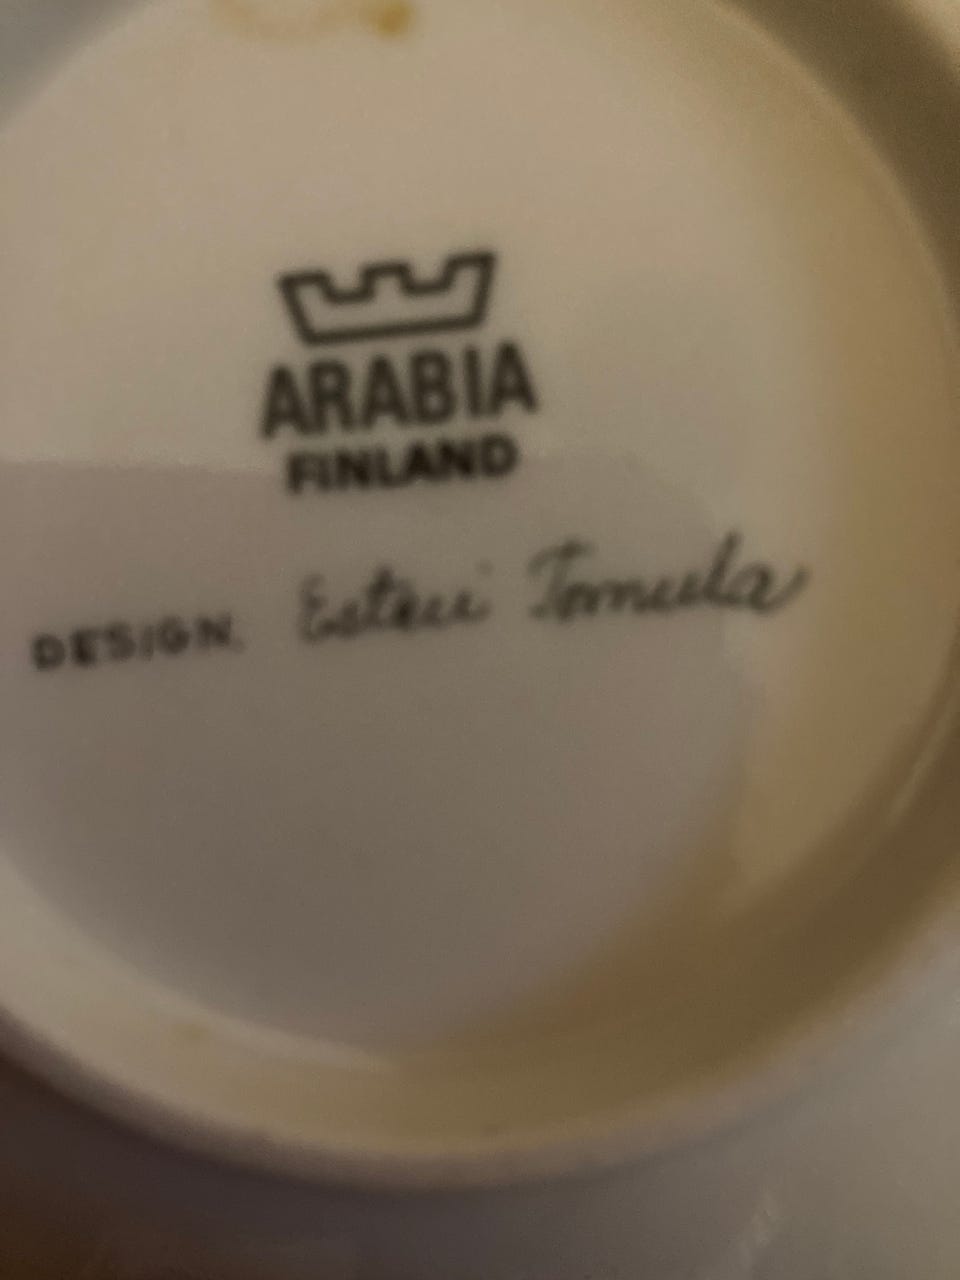 ARABIA
FINLAND
DESIGN. Esteri Tomula